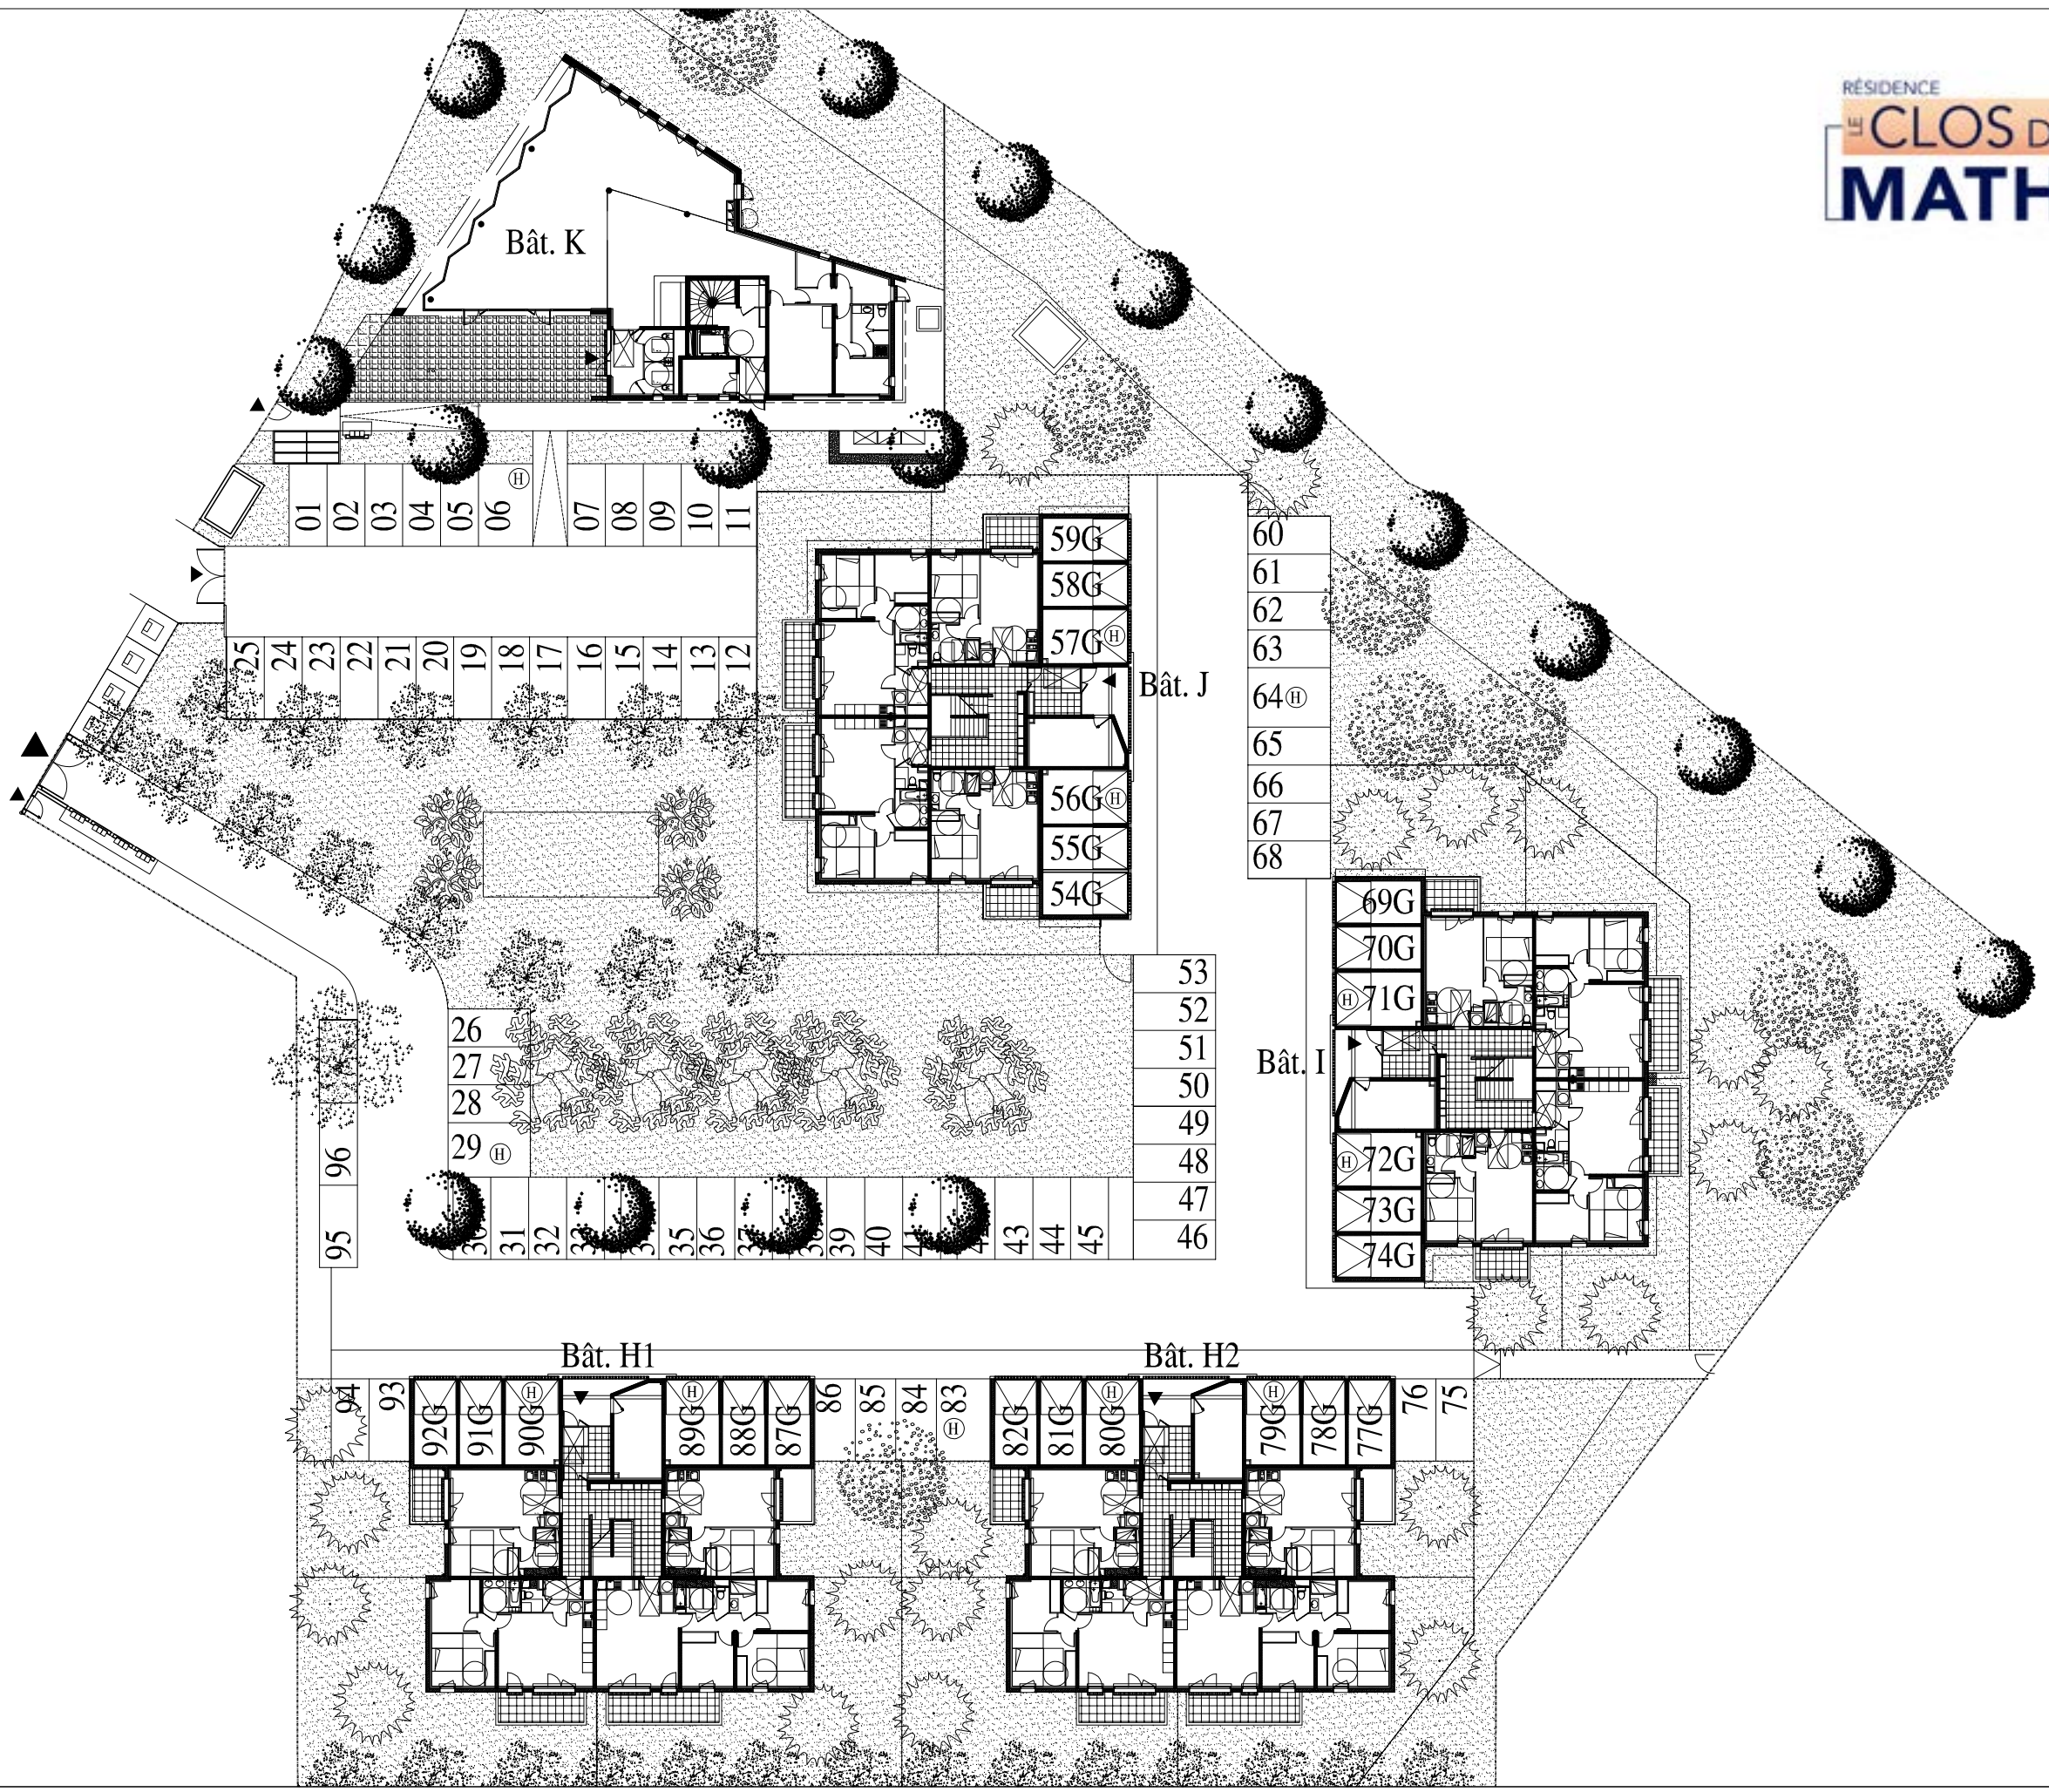 RÉSIDENCE
LE CLOS D
MATH
Bât. K
01 02 03 04 05 06 Ⓗ 07 08 09 10 11
25 24 23 22 21 20 19 18 17 16 15 14 13 12
59G
58G
57G Ⓗ
Bât. J
56G Ⓗ
55G
54G
60
61
62
63
64 Ⓗ
65
66
67
68
69G
70G
Ⓗ 71G
Bât. I
Ⓗ 72G
73G
74G
53
52
51
50
49
48
47
46
26
27
28
29 Ⓗ
96
95
31 32 35 36 39 40 43 44 45
Bât. H1
Bât. H2
94 93 92G 91G 90G Ⓗ 89G Ⓗ 88G 87G 86 85 84 83 Ⓗ 82G 81G 80G Ⓗ 79G Ⓗ 78G 77G 76 75